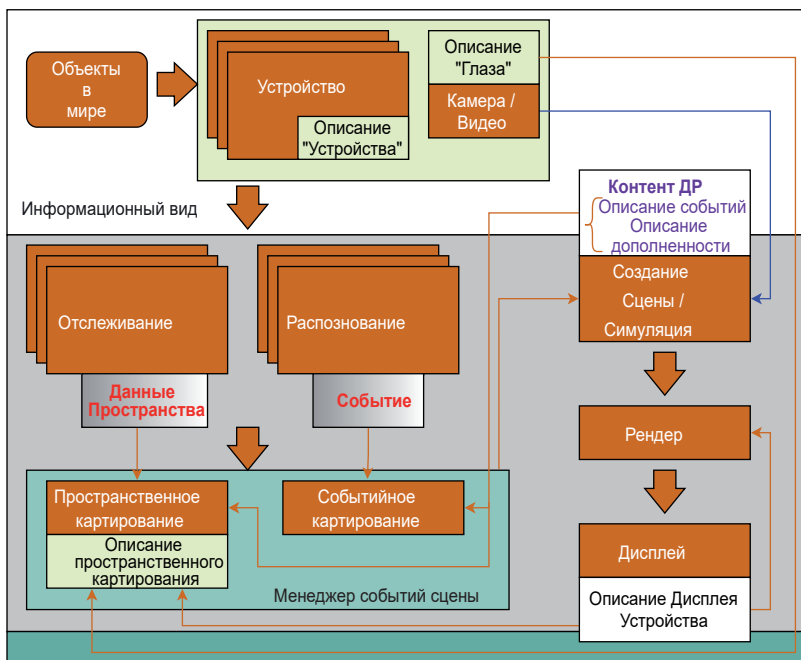 Объекты
в
мире
Устройство
Описание
"Устройства"
Описание
"Глаза"
Камера /
Видео
Информационный вид
Контент ДР
Описание событий
Описание
дополненности
Создание
Сцены /
Симуляция
Отслеживание
Распознование
Данные
Пространства
Событие
Рендер
Пространственное
картирование
Описание
пространственного
картирования
Событийное
картирование
Менеджер событий сцены
Дисплей
Описание Дисплея
Устройства